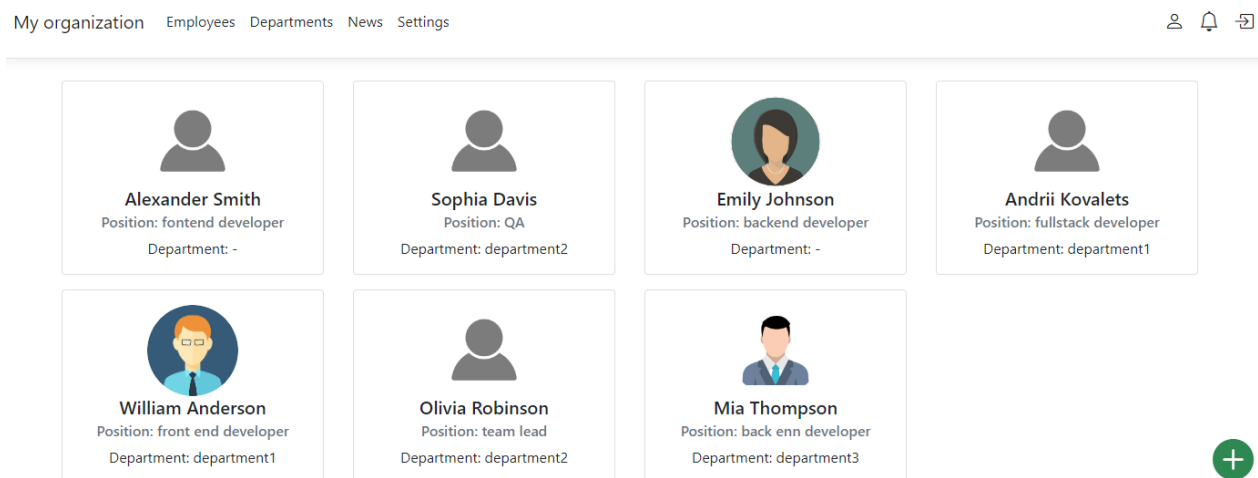 My organization Employees Departments News Settings
Alexander Smith
Position: fontend developer
Department: -
Sophia Davis
Position: QA
Department: department2
Emily Johnson
Position: backend developer
Department: -
Andrii Kovalets
Position: fullstack developer
Department: department1
William Anderson
Position: front end developer
Department: department1
Olivia Robinson
Position: team lead
Department: department2
Mia Thompson
Position: back enn developer
Department: department3